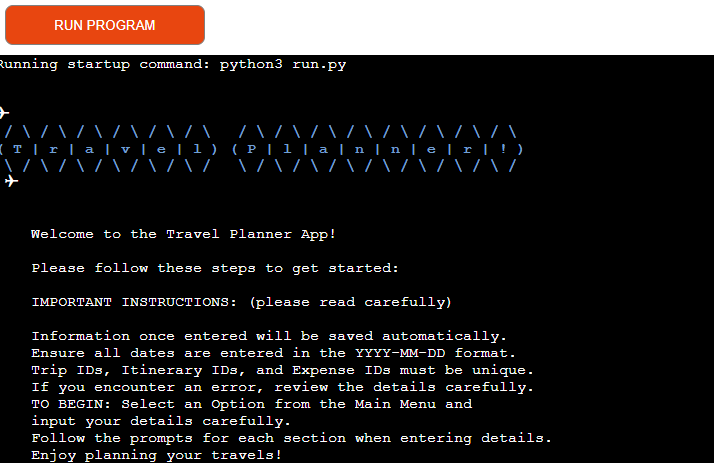 RUN PROGRAM
Running startup command: python3 run.py
✈
/ \ / \ / \ / \ / \ / \   / \ / \ / \ / \ / \ / \ / \ / \
( T | r | a | v | e | l ) ( P | l | a | n | n | e | r | ! )
\ / \ / \ / \ / \ / \ /   \ / \ / \ / \ / \ / \ / \ / \ /
✈
Welcome to the Travel Planner App!
Please follow these steps to get started:
IMPORTANT INSTRUCTIONS: (please read carefully)
Information once entered will be saved automatically.
Ensure all dates are entered in the YYYY-MM-DD format.
Trip IDs, Itinerary IDs, and Expense IDs must be unique.
If you encounter an error, review the details carefully.
TO BEGIN: Select an Option from the Main Menu and
input your details carefully.
Follow the prompts for each section when entering details.
Enjoy planning your travels!